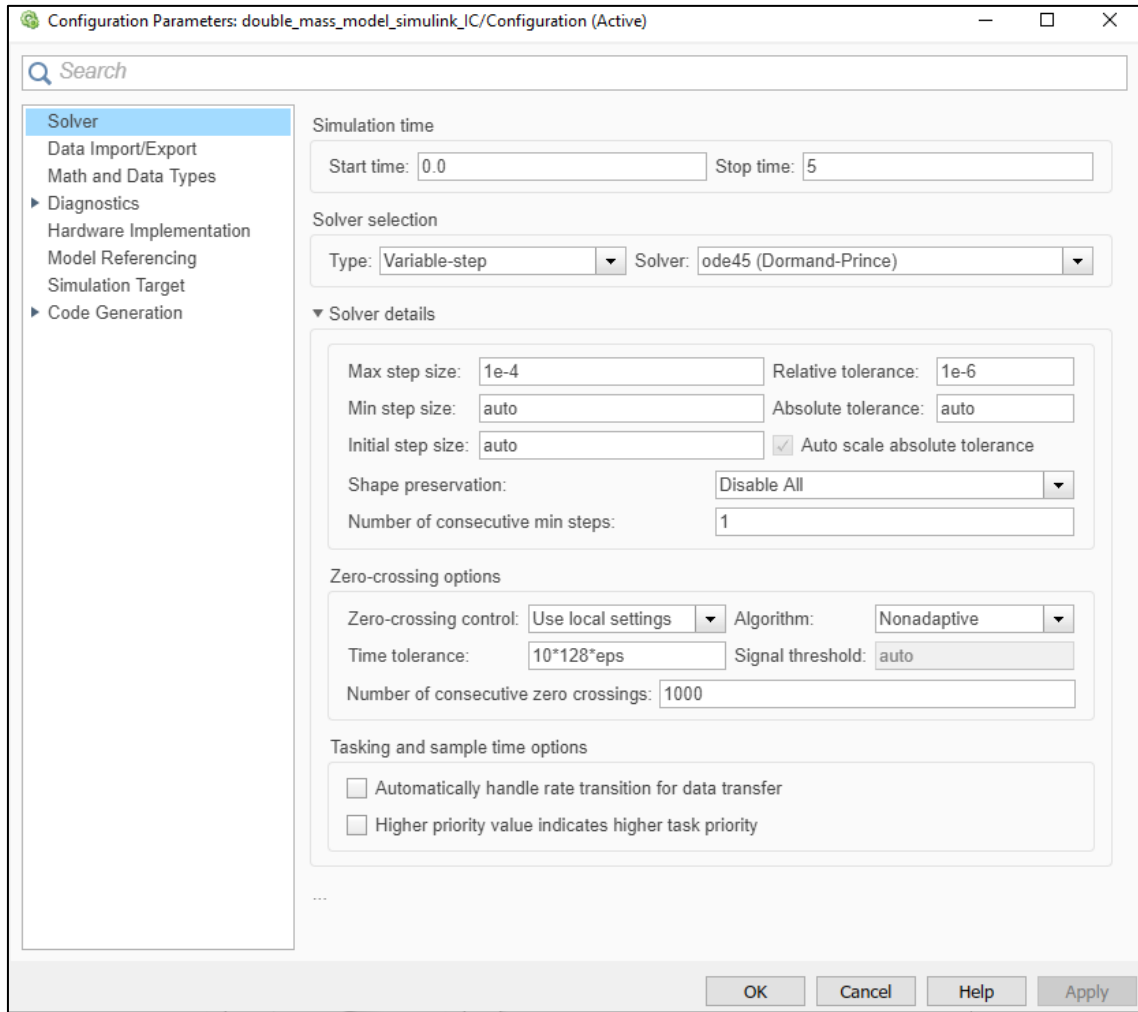 Configuration Parameters: double_mass_model_simulink_IC/Configuration (Active)
Search
Solver
Data Import/Export
Math and Data Types
Diagnostics
Hardware Implementation
Model Referencing
Simulation Target
Code Generation
Simulation time
Start time: 0.0 Stop time: 5
Solver selection
Type: Variable-step Solver: ode45 (Dormand-Prince)
Solver details
Max step size: 1e-4 Relative tolerance: 1e-6
Min step size: auto Absolute tolerance: auto
Initial step size: auto Auto scale absolute tolerance
Shape preservation: Disable All
Number of consecutive min steps: 1
Zero-crossing options
Zero-crossing control: Use local settings Algorithm: Nonadaptive
Time tolerance: 10*128*eps Signal threshold: auto
Number of consecutive zero crossings: 1000
Tasking and sample time options
Automatically handle rate transition for data transfer
Higher priority value indicates higher task priority
...
OK Cancel Help Apply